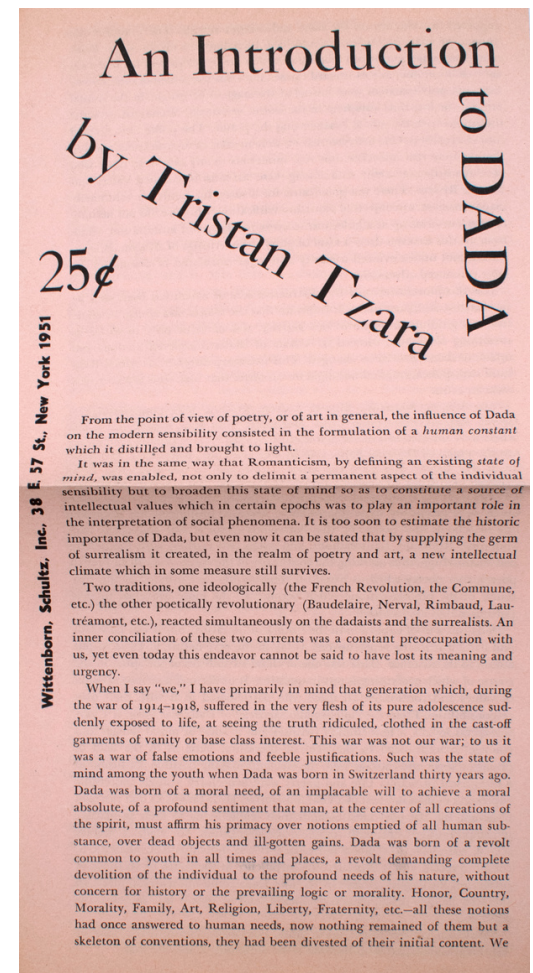 An Introduction
to DADA
by Tristan Tzara
25¢
Wittenborn, Schultz, Inc., 38 E. 57 St., New York 1951
From the point of view of poetry, or of art in general, the influence of Dada
on the modern sensibility consisted in the formulation of a human constant
which it distilled and brought to light.
It was in the same way that Romanticism, by defining an existing state of
mind, was enabled, not only to delimit a permanent aspect of the individual
sensibility but to broaden this state of mind so as to constitute a source of
intellectual values which in certain epochs was to play an important role in
the interpretation of social phenomena. It is too soon to estimate the historic
importance of Dada, but even now it can be stated that by supplying the germ
of surrealism it created, in the realm of poetry and art, a new intellectual
climate which in some measure still survives.
Two traditions, one ideologically (the French Revolution, the Commune,
etc.) the other poetically revolutionary (Baudelaire, Nerval, Rimbaud, Lau-
tréamont, etc.), reacted simultaneously on the dadaists and the surrealists. An
inner conciliation of these two currents was a constant preoccupation with
us, yet even today this endeavor cannot be said to have lost its meaning and
urgency.
When I say "we," I have primarily in mind that generation which, during
the war of 1914–1918, suffered in the very flesh of its pure adolescence sud-
denly exposed to life, at seeing the truth ridiculed, clothed in the cast-off
garments of vanity or base class interest. This war was not our war; to us it
was a war of false emotions and feeble justifications. Such was the state of
mind among the youth when Dada was born in Switzerland thirty years ago.
Dada was born of a moral need, of an implacable will to achieve a moral
absolute, of a profound sentiment that man, at the center of all creations of
the spirit, must affirm his primacy over notions emptied of all human sub-
stance, over dead objects and ill-gotten gains. Dada was born of a revolt
common to youth in all times and places, a revolt demanding complete
devolition of the individual to the profound needs of his nature, without
concern for history or the prevailing logic or morality. Honor, Country,
Morality, Family, Art, Religion, Liberty, Fraternity, etc.—all these notions
had once answered to human needs, now nothing remained of them but a
skeleton of conventions, they had been divested of their initial content. We